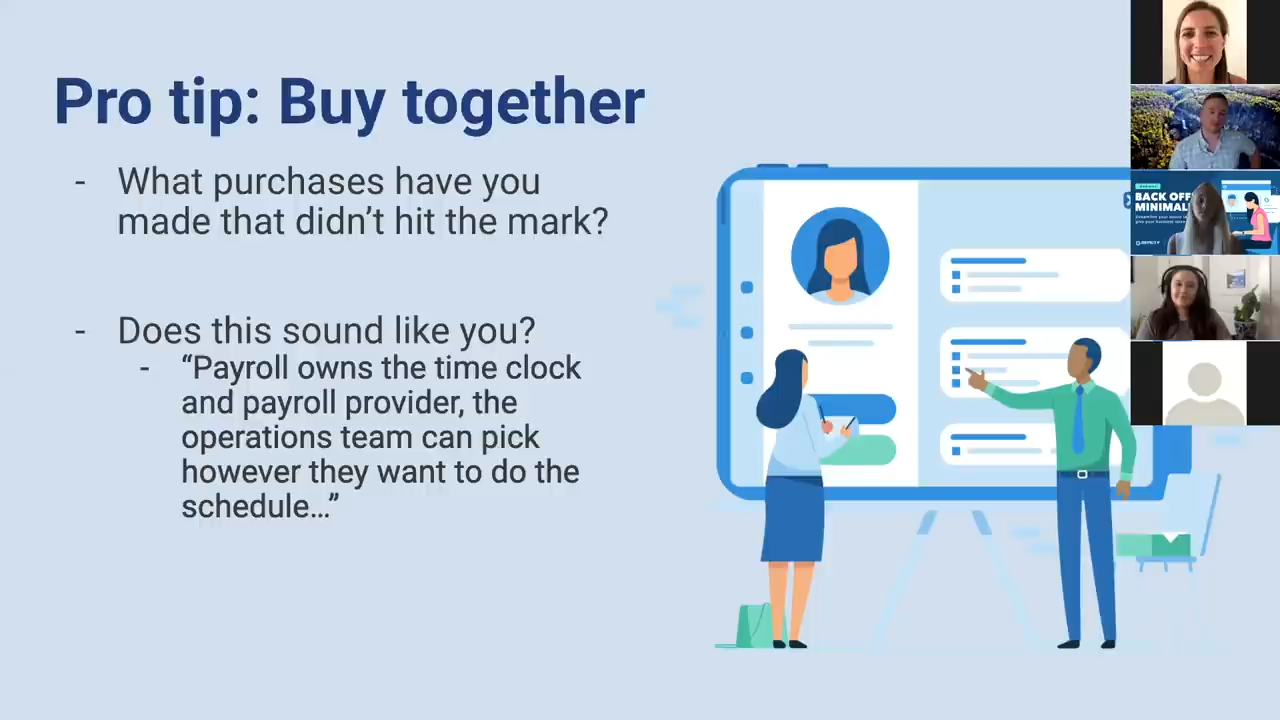 Pro tip: Buy together
- What purchases have you
made that didn’t hit the mark?
- Does this sound like you?
- “Payroll owns the time clock
and payroll provider, the
operations team can pick
however they want to do the
schedule…”
BACK OFF
MINIMAL